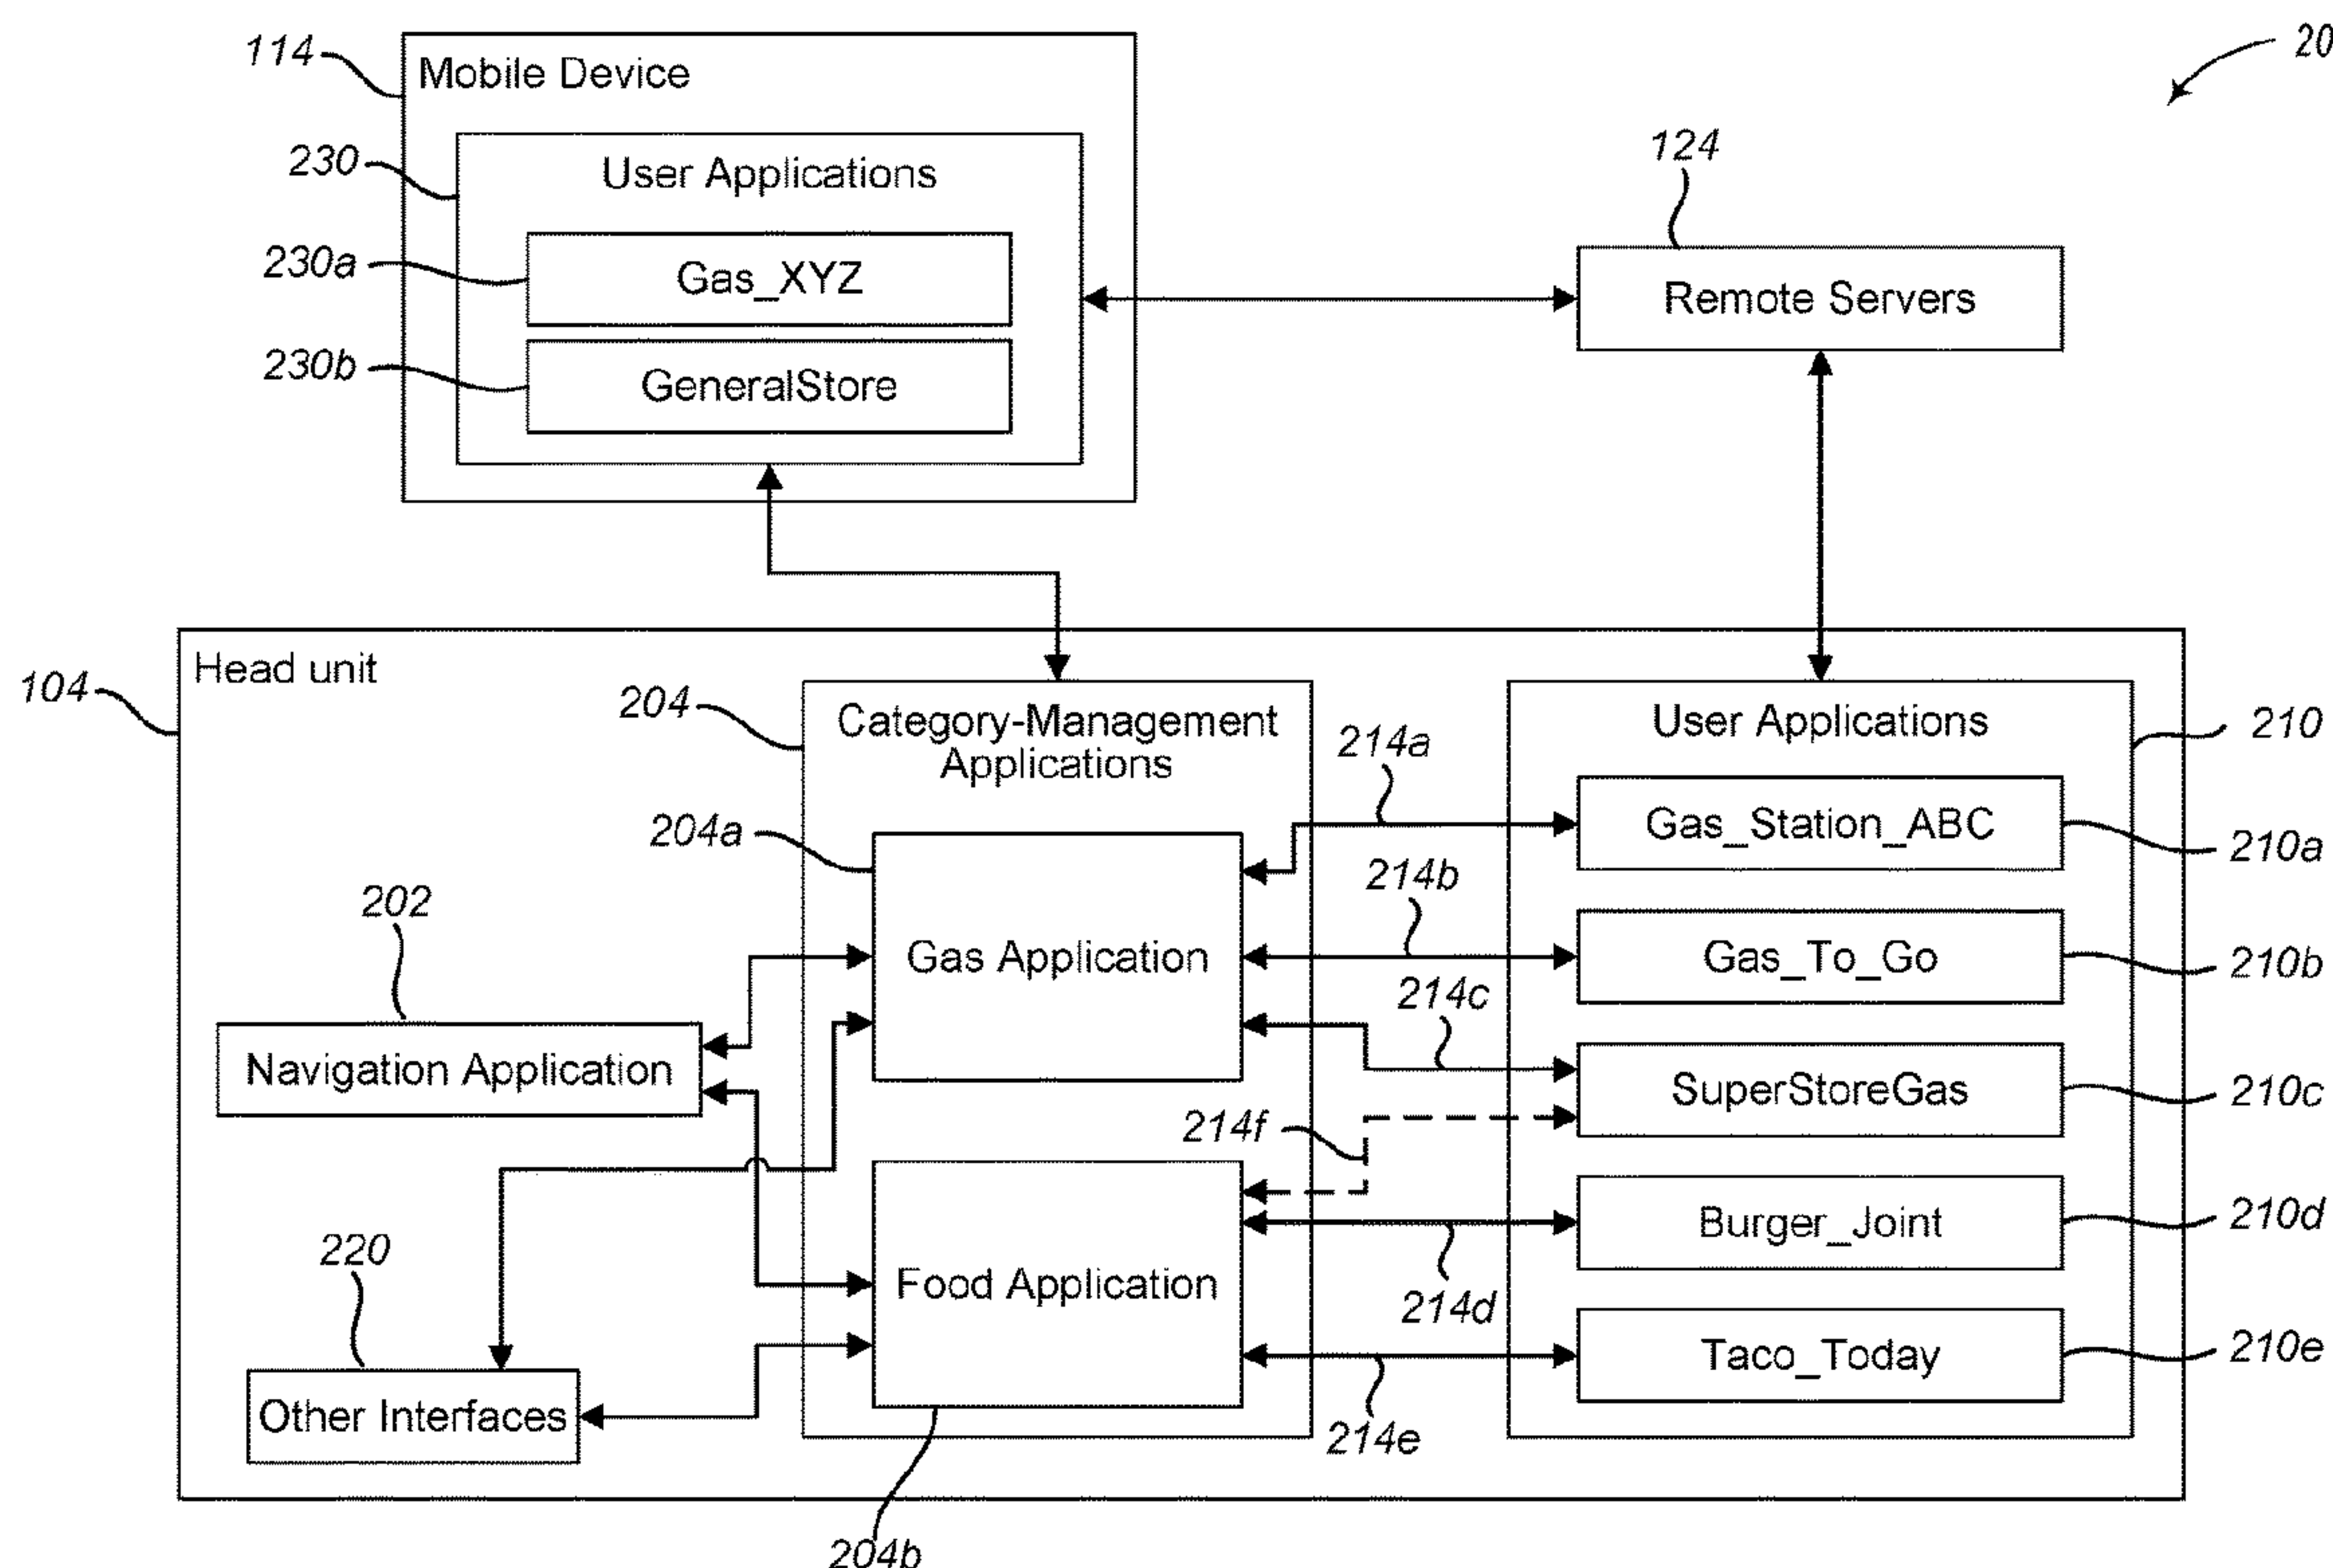 114
Mobile Device
20
230
User Applications
124
230a
Gas_XYZ
Remote Servers
230b
GeneralStore
104
Head unit
204
Category-Management
Applications
User Applications
210
214a
204a
Gas_Station_ABC
210a
214b
202
Gas Application
Gas_To_Go
210b
214c
Navigation Application
SuperStoreGas
210c
214f
220
Food Application
Burger_Joint
210d
214d
Other Interfaces
Taco_Today
210e
214e
204b